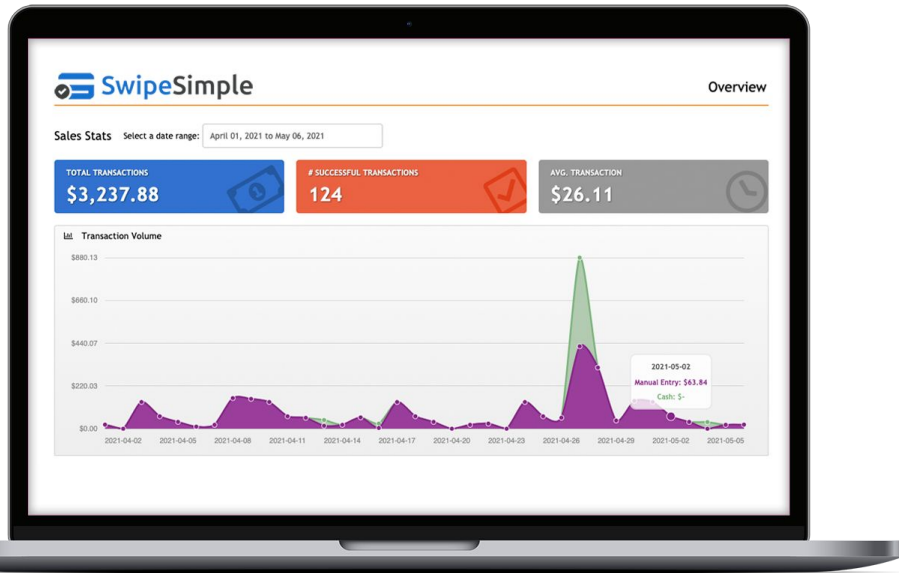 SwipeSimple
Overview
Sales Stats Select a date range: April 01, 2021 to May 06, 2021
TOTAL TRANSACTIONS
$3,237.88
# SUCCESSFUL TRANSACTIONS
124
AVG. TRANSACTION
$26.11
Transaction Volume
$880.13
$660.10
$440.07
$220.03
$0.00
2021-05-02
Manual Entry: $63.84
Cash: $-
2021-04-02 2021-04-05 2021-04-08 2021-04-11 2021-04-14 2021-04-17 2021-04-20 2021-04-23 2021-04-26 2021-04-29 2021-05-02 2021-05-05